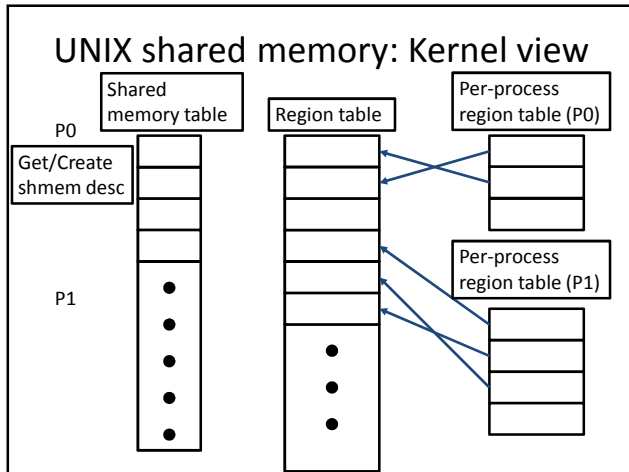 UNIX shared memory: Kernel view
Shared
memory table
Region table
Per-process
region table (P0)
P0
Get/Create
shmem desc
Per-process
region table (P1)
P1